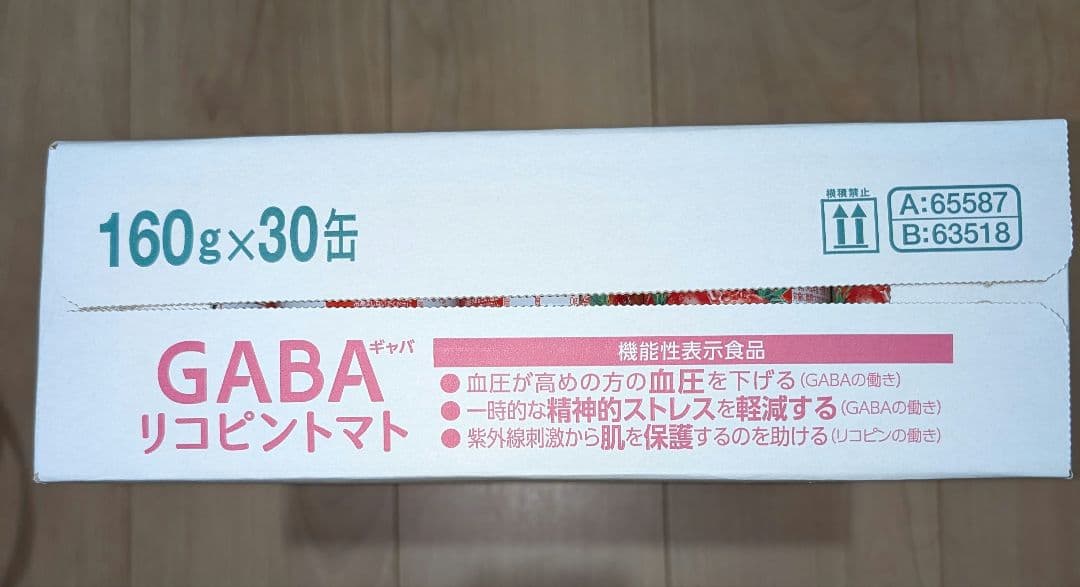 160g×30缶
横積禁止
A:65587
B:63518
GABA
ギャバ
リコピントマト
機能性表示食品
●血圧が高めの方の血圧を下げる(GABAの働き)
●一時的な精神的ストレスを軽減する(GABAの働き)
●紫外線刺激から肌を保護するのを助ける(リコピンの働き)